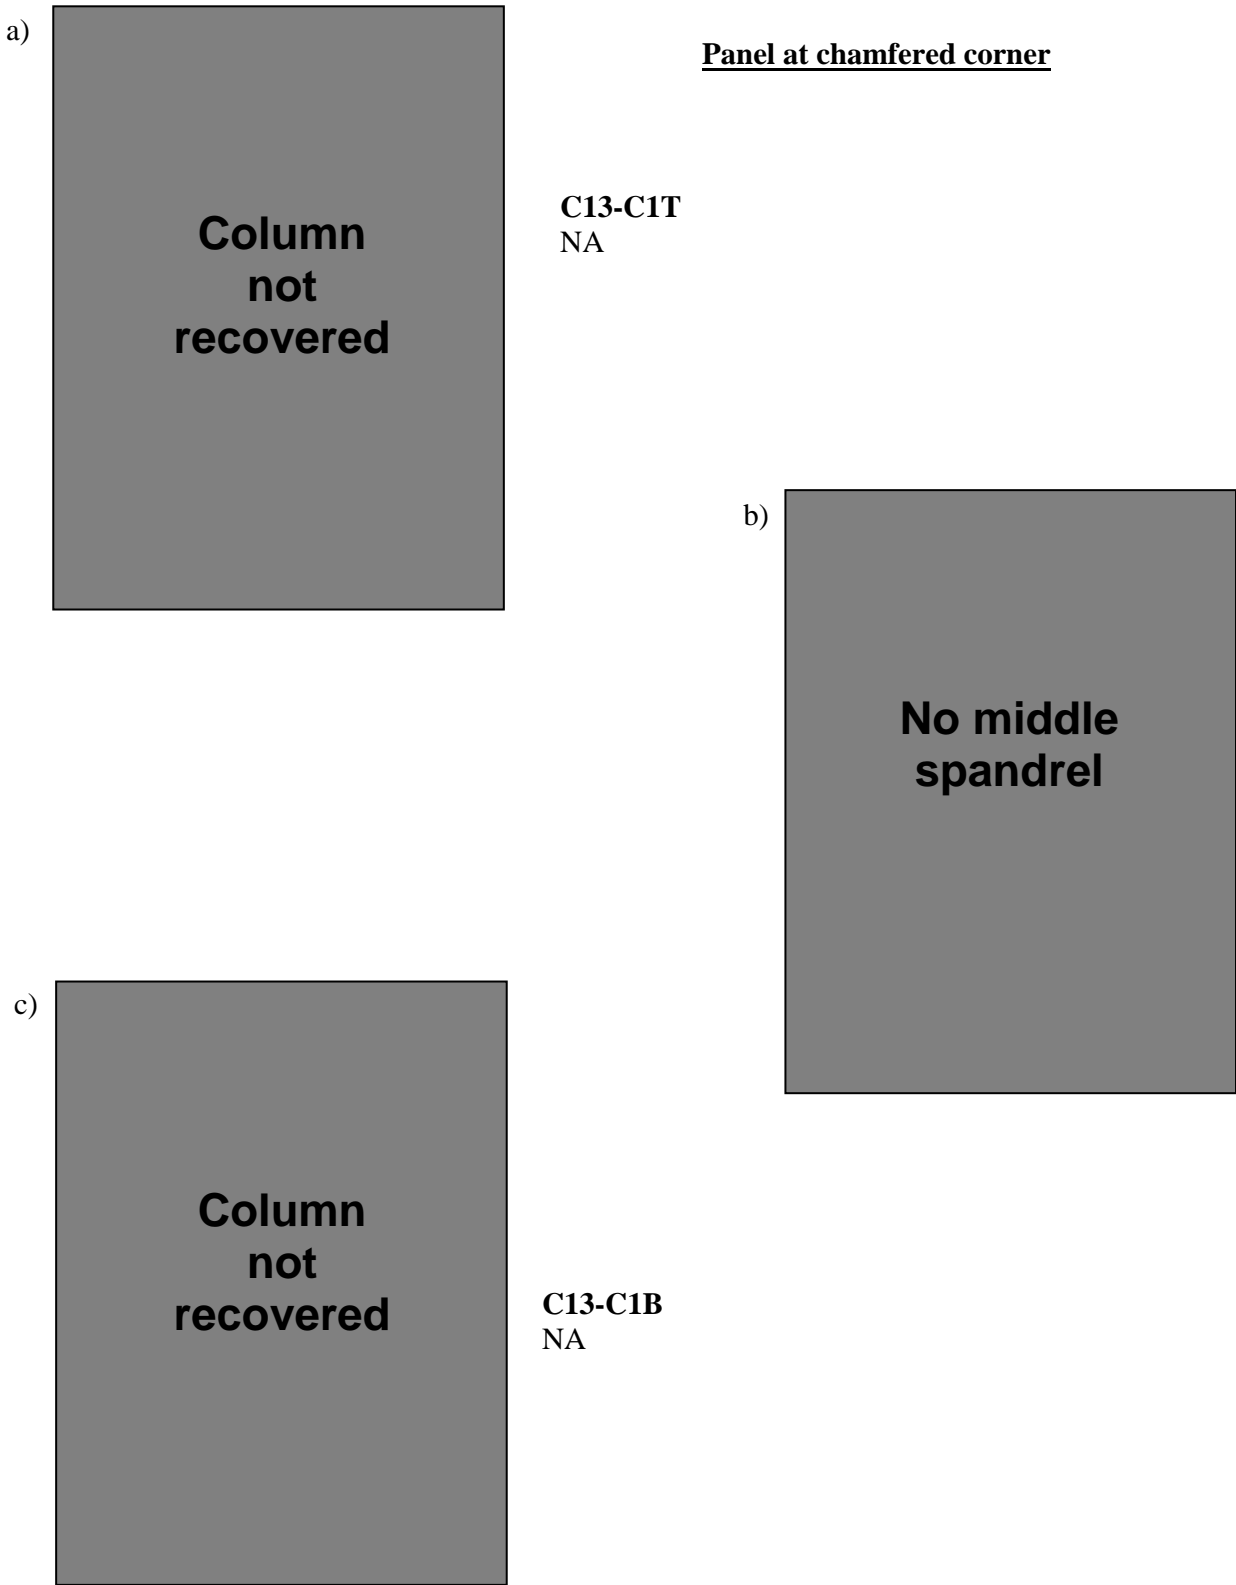 a)
Panel at chamfered corner
Column
not
recovered
C13-C1T
NA
b)
No middle
spandrel
c)
Column
not
recovered
C13-C1B
NA